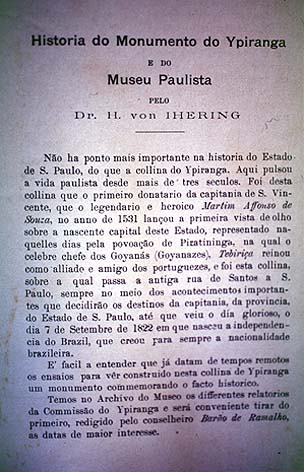 Historia do Monumento do Ypiranga
E DO
Museu Paulista
PELO
Dr. H. von IHERING
Não ha ponto mais importante na historia do Estado
de S. Paulo, do que a collina do Ypiranga. Aqui pulsou
a vida paulista desde mais de tres seculos. Foi desta
collina que o primeiro donatario da capitania de S. Vin-
cente, que o legendario e heroico Martim Affonso de
Souza, no anno de 1531 lançou a primeira vista de olho
sobre a nascente capital deste Estado, representado na-
quelles dias pela povoação de Piratininga, na qual o
celebre chefe dos Goyanás (Goyanazes). Tebiriça reinou
como alliade e amigo dos portuguezes, e foi esta collina,
sobre a qual passa a antiga rua de Santos a S.
Paulo, sempre no meio dos acontecimentos importan-
tes que decidirão os destinos da capitania, da provincia,
do Estado de S. Paulo, até que veiu o dia glorioso, o
dia 7 de Setembro de 1822 em que nasceu a independen-
cia do Brazil, que creou para sempre a nacionalidade
brazileira.
E' facil a entender que já datam de tempos remotos
os ensaios para vêr construido nesta collina de Ypiranga
um monumento commemorando o facto historico.
Temos no Archivo do Museu os differentes relatorios
da Commissão do Ypiranga e será conveniente tirar do
primeiro, redigido pelo conselheiro Barão de Ramalho,
as datas de maior interesse.